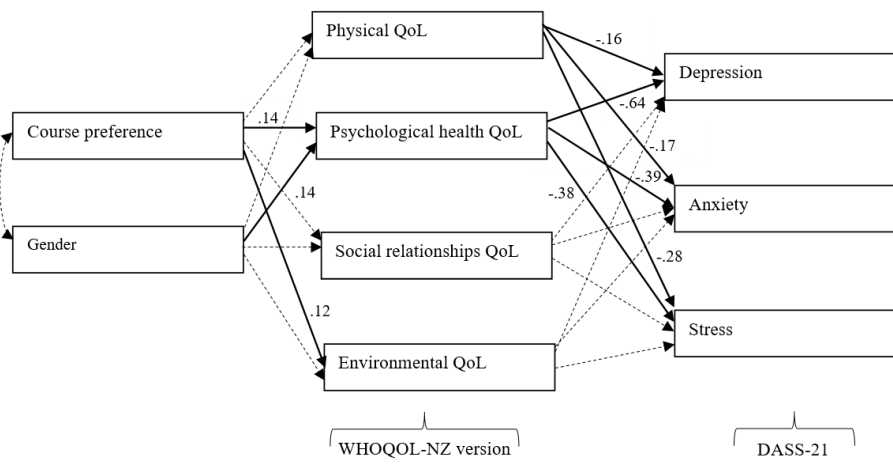 Physical QoL
-.16
Depression
-.64
Course preference
.14
Psychological health QoL
-.17
-.39
.14
-.38
Anxiety
Gender
Social relationships QoL
-.28
.12
Stress
Environmental QoL
WHOQOL-NZ version
DASS-21